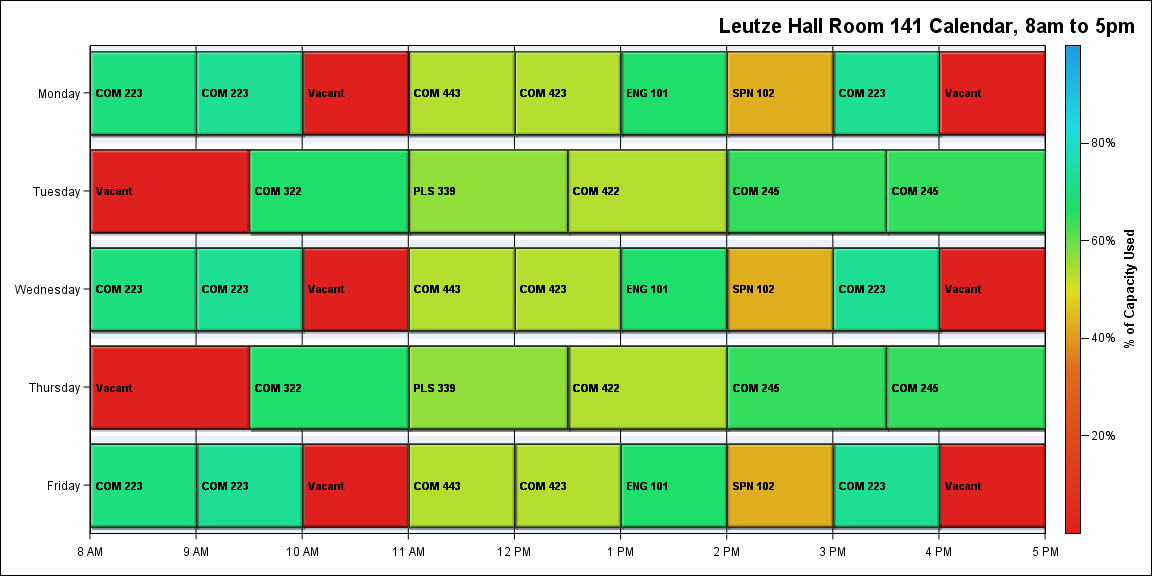 Leutze Hall Room 141 Calendar, 8am to 5pm
Monday
COM 223
COM 223
Vacant
COM 443
COM 423
ENG 101
SPN 102
COM 223
Vacant
Tuesday
Vacant
COM 322
PLS 339
COM 422
COM 245
COM 245
Wednesday
COM 223
COM 223
Vacant
COM 443
COM 423
ENG 101
SPN 102
COM 223
Vacant
Thursday
Vacant
COM 322
PLS 339
COM 422
COM 245
COM 245
Friday
COM 223
COM 223
Vacant
COM 443
COM 423
ENG 101
SPN 102
COM 223
Vacant
8 AM
9 AM
10 AM
11 AM
12 PM
1 PM
2 PM
3 PM
4 PM
5 PM
80%
60%
40%
20%
% of Capacity Used